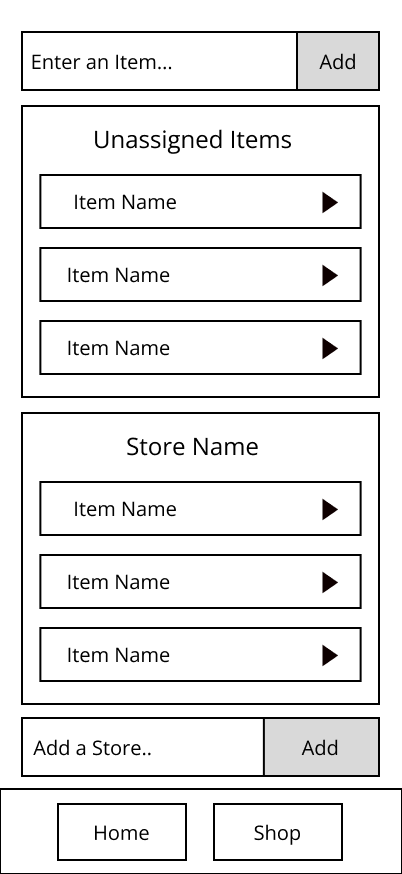 Enter an Item...
Add
Unassigned Items
Item Name
Item Name
Item Name
Store Name
Item Name
Item Name
Item Name
Add a Store..
Add
Home
Shop